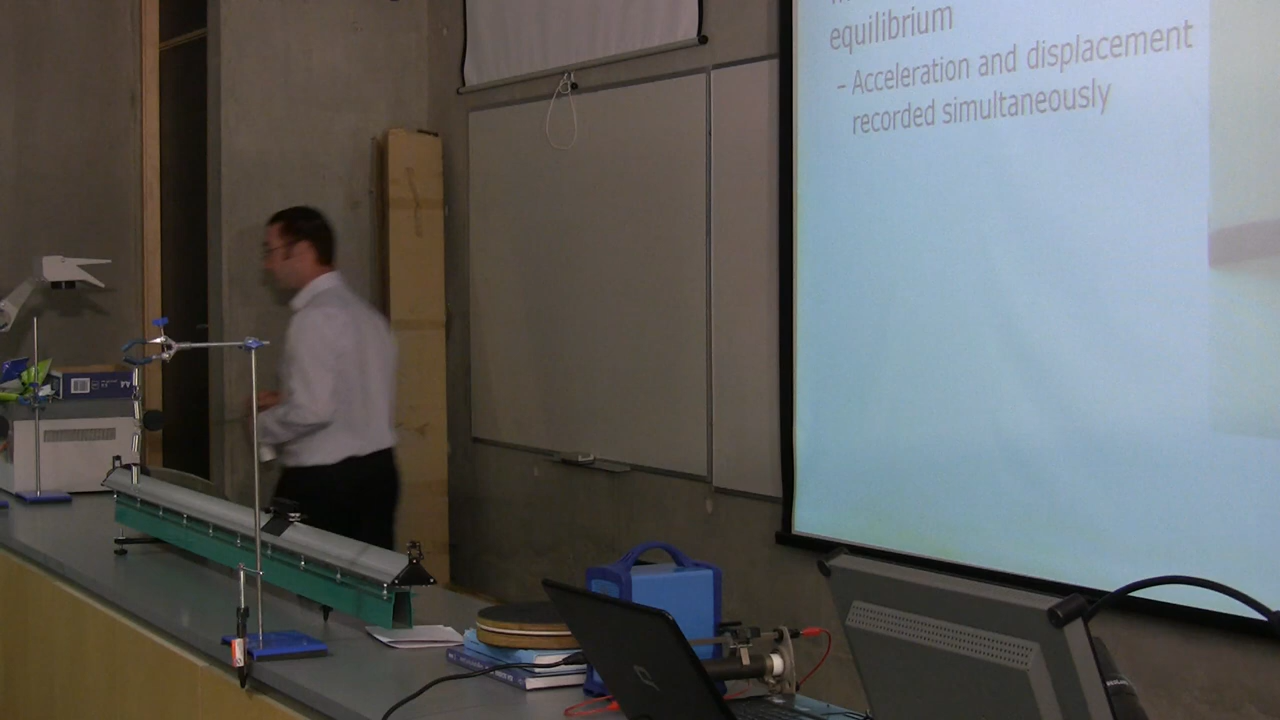 equilibrium
– Acceleration and displacement
recorded simultaneously